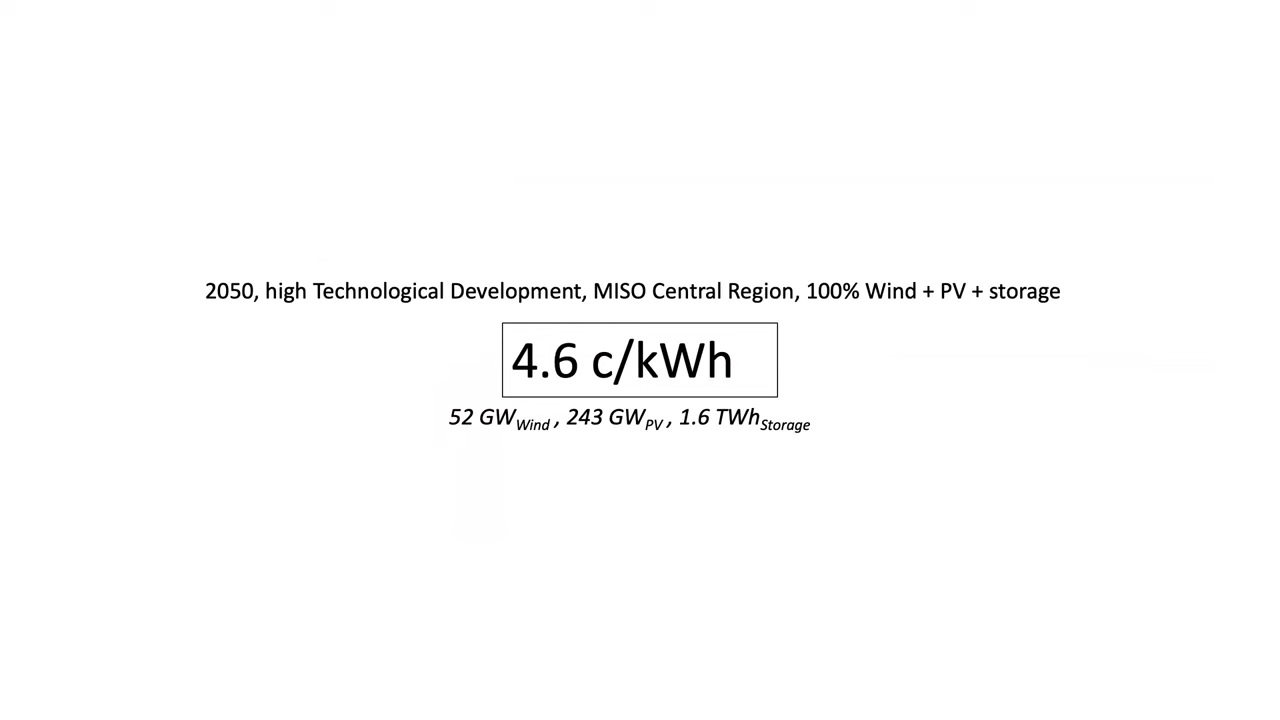 2050, high Technological Development, MISO Central Region, 100% Wind + PV + storage
4.6 c/kWh
52 GWWind , 243 GWPV , 1.6 TWhStorage